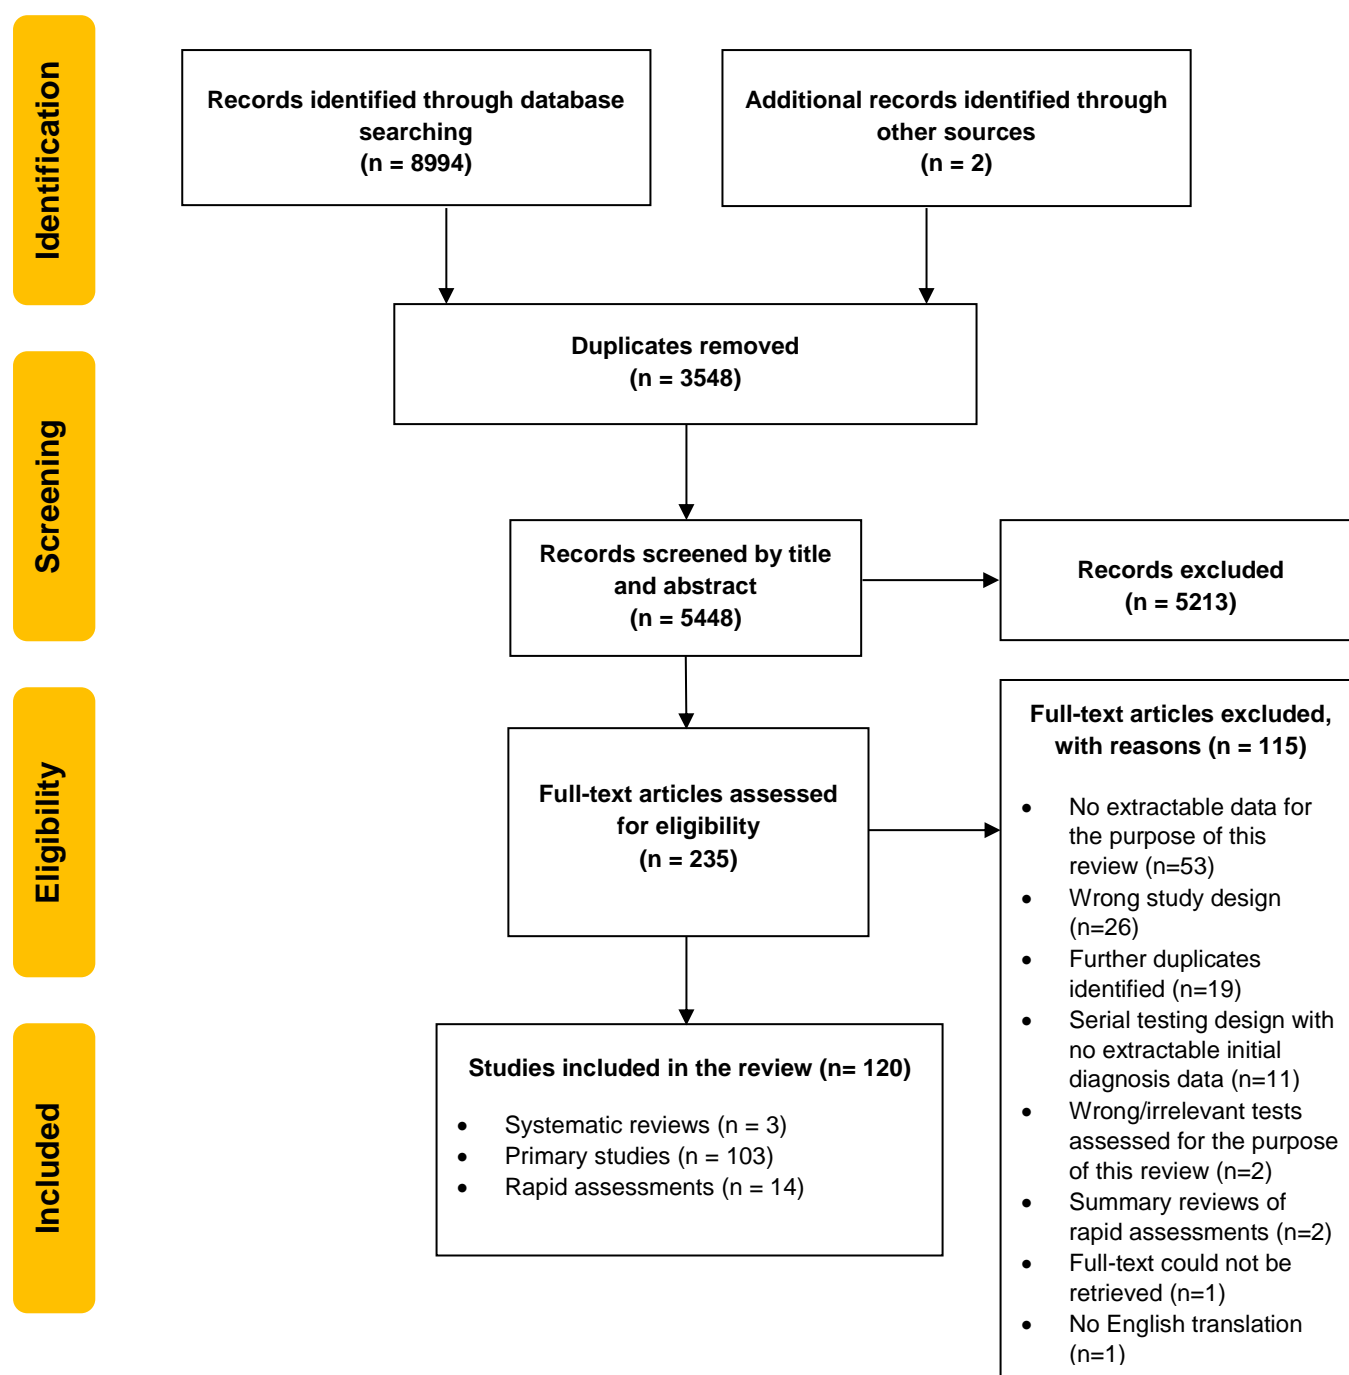 Identification
Records identified through database
searching
(n = 8994)
Additional records identified through
other sources
(n = 2)
Duplicates removed
(n = 3548)
Screening
Records screened by title
and abstract
(n = 5448)
Records excluded
(n = 5213)
Eligibility
Full-text articles assessed
for eligibility
(n = 235)
Full-text articles excluded,
with reasons (n = 115)
• No extractable data for
the purpose of this
review (n=53)
• Wrong study design
(n=26)
• Further duplicates
identified (n=19)
• Serial testing design with
no extractable initial
diagnosis data (n=11)
• Wrong/irrelevant tests
assessed for the purpose
of this review (n=2)
• Summary reviews of
rapid assessments (n=2)
• Full-text could not be
retrieved (n=1)
• No English translation
(n=1)
Included
Studies included in the review (n= 120)
• Systematic reviews (n = 3)
• Primary studies (n = 103)
• Rapid assessments (n = 14)